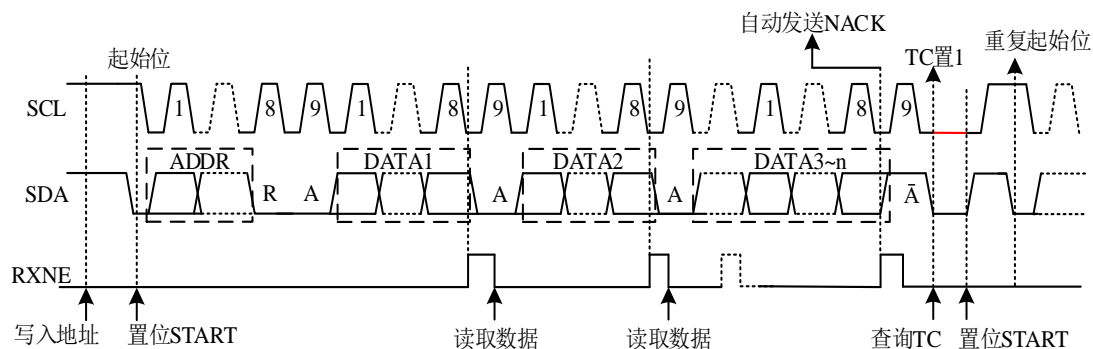 自动发送NACK
起始位
TC置1
重复起始位
SCL
1 8 9 1 8 9 1 8 9 1 8 9
ADDR DATA1 DATA2 DATA3~n
SDA
R A A A Ā
RXNE
写入地址 置位START 读取数据 读取数据 查询TC 置位START